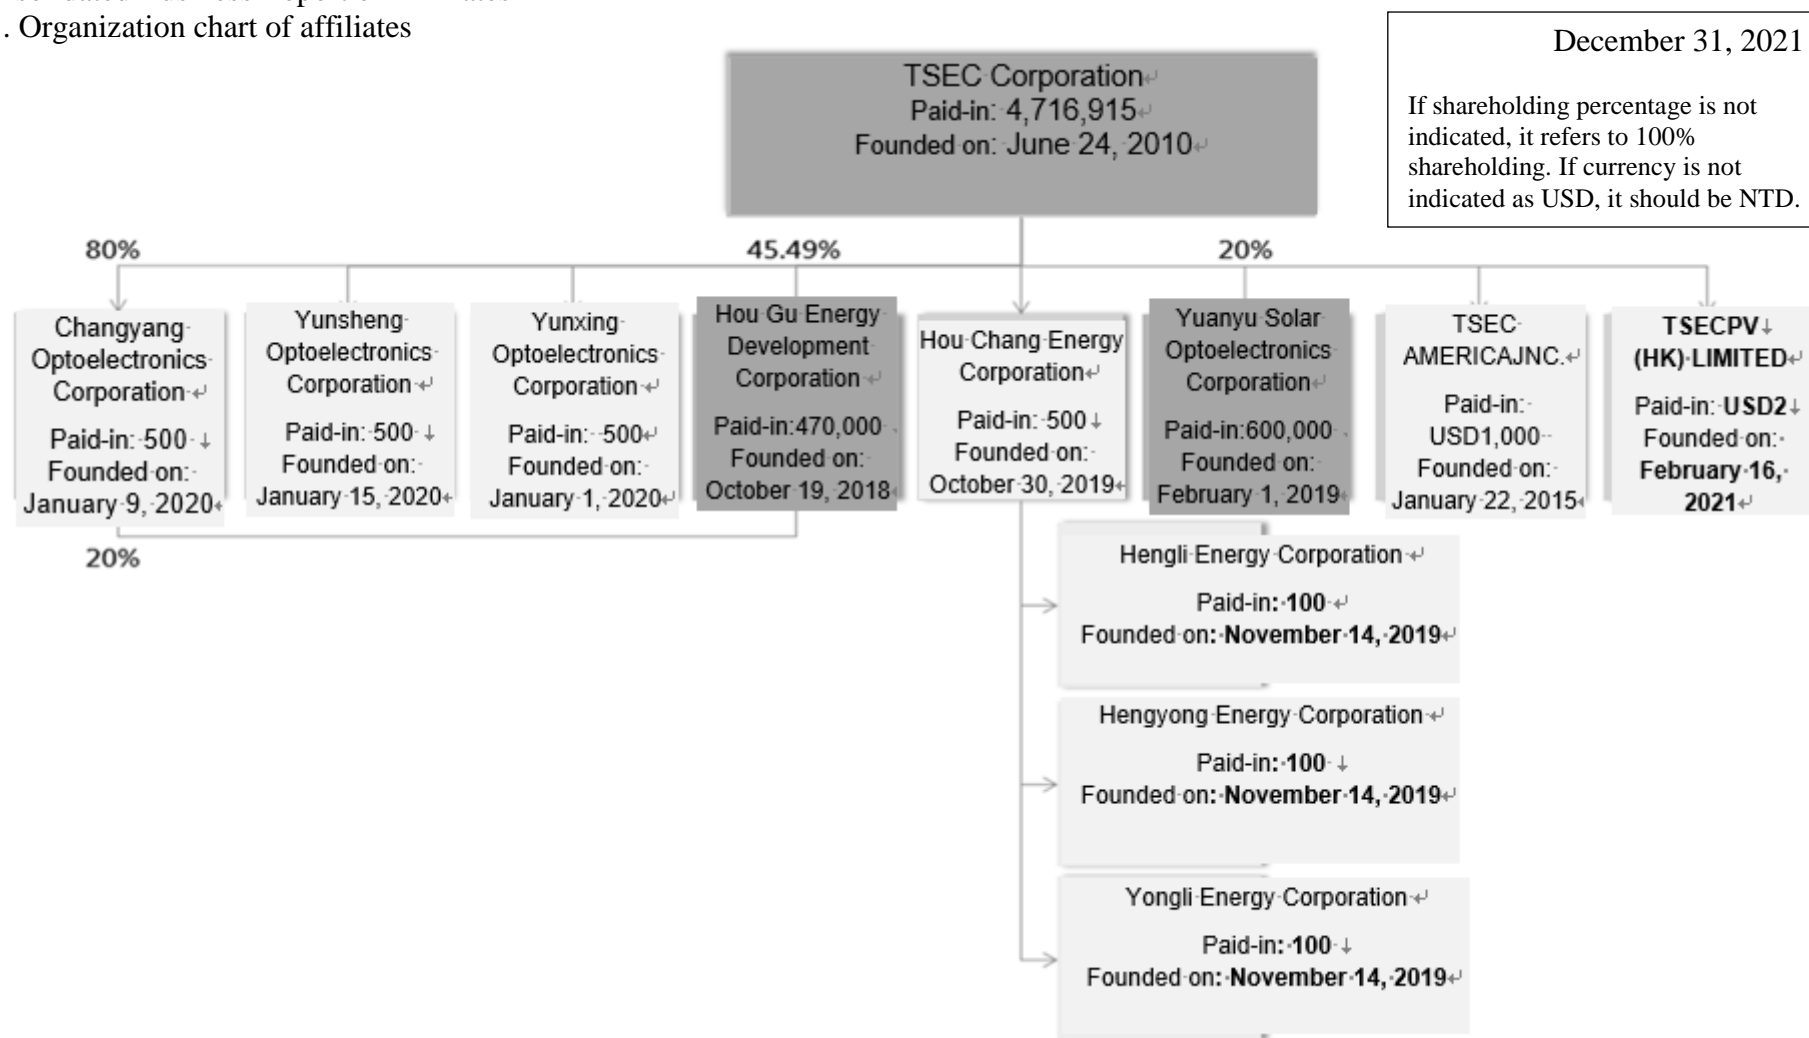 . Organization chart of affiliates
December 31, 2021
If shareholding percentage is not
indicated, it refers to 100%
shareholding. If currency is not
indicated as USD, it should be NTD.
TSEC Corporation
Paid-in: 4,716,915
Founded on: June 24, 2010
80%
45.49%
20%
Changyang
Optoelectronics
Corporation
Paid-in: 500
Founded on:
January 9, 2020
Yunsheng
Optoelectronics
Corporation
Paid-in: 500
Founded on:
January 15, 2020
Yunxing
Optoelectronics
Corporation
Paid-in: 500
Founded on:
January 1, 2020
Hou Gu Energy
Development
Corporation
Paid-in:470,000
Founded on:
October 19, 2018
Hou Chang Energy
Corporation
Paid-in: 500
Founded on:
October 30, 2019
Yuanyu Solar
Optoelectronics
Corporation
Paid-in:600,000
Founded on:
February 1, 2019
TSEC
AMERICAJNC.
Paid-in:
USD1,000
Founded on:
January 22, 2015
TSECPV
(HK) LIMITED
Paid-in: USD2
Founded on:
February 16,
2021
20%
Hengli Energy Corporation
Paid-in: 100
Founded on: November 14, 2019
Hengyong Energy Corporation
Paid-in: 100
Founded on: November 14, 2019
Yongli Energy Corporation
Paid-in: 100
Founded on: November 14, 2019